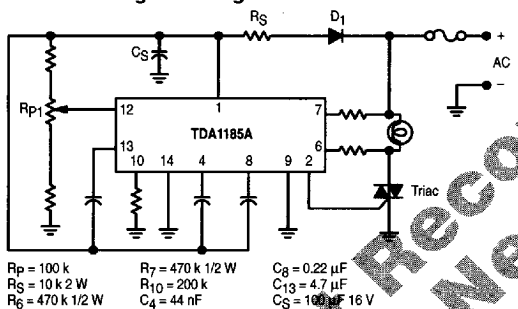 RS
D1
CS
+
AC
−
RP1
12
1
7
TDA1185A
13
6
10
14
4
8
9
2
Triac
RP = 100 k
R7 = 470 k 1/2 W
C8 = 0.22 µF
RS = 10 k 2 W
R10 = 200 k
C13 = 4.7 µF
R6 = 470 k 1/2 W
C4 = 44 nF
CS = 100 µF 16 V
Reco
Ne